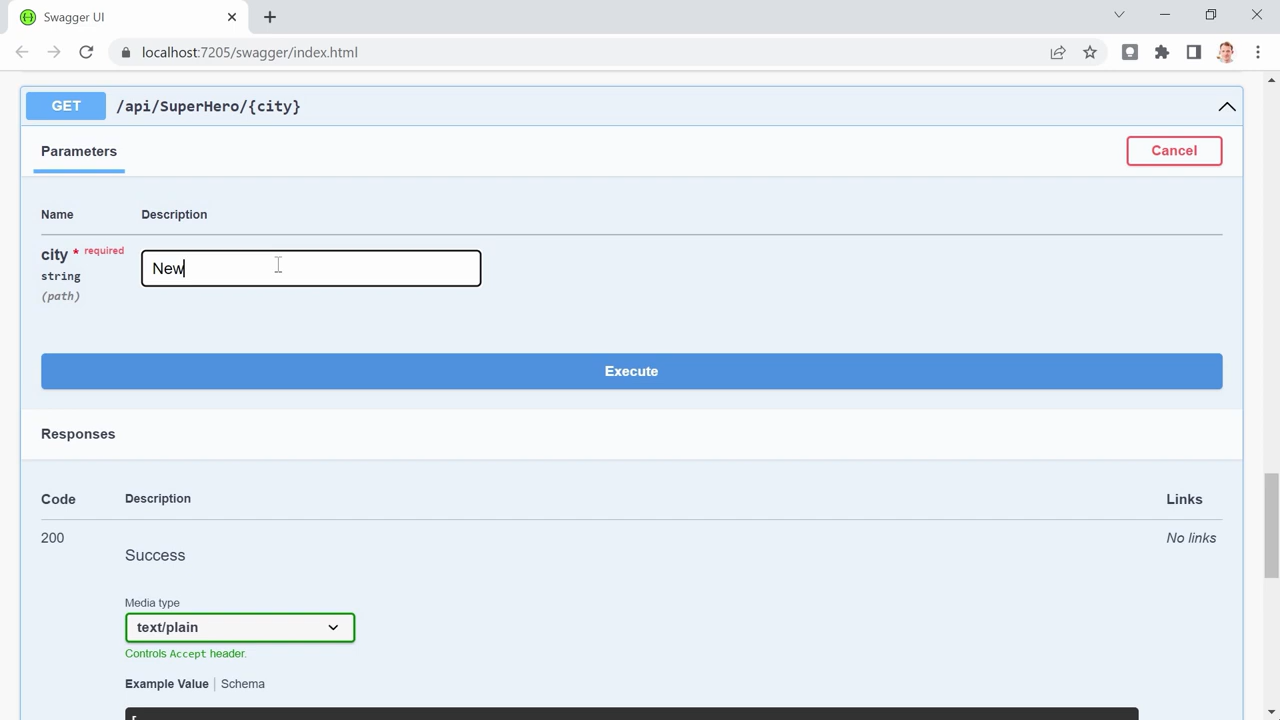 Swagger UI
localhost:7205/swagger/index.html
GET /api/SuperHero/{city}
Parameters
Cancel
Name Description
city * required
string
(path)
New
Execute
Responses
Code Description Links
200 No links
Success
Media type
text/plain
Controls Accept header.
Example Value Schema
[